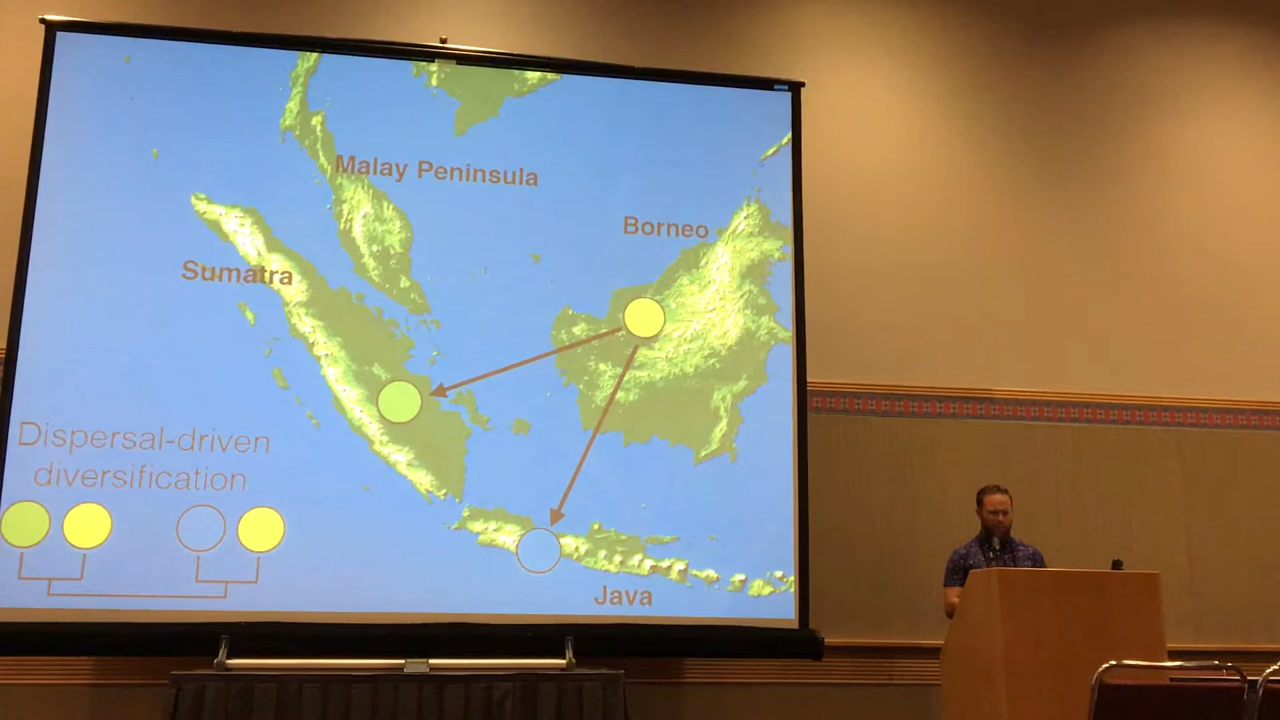 Malay Peninsula
Borneo
Sumatra
Dispersal-driven
diversification
Java